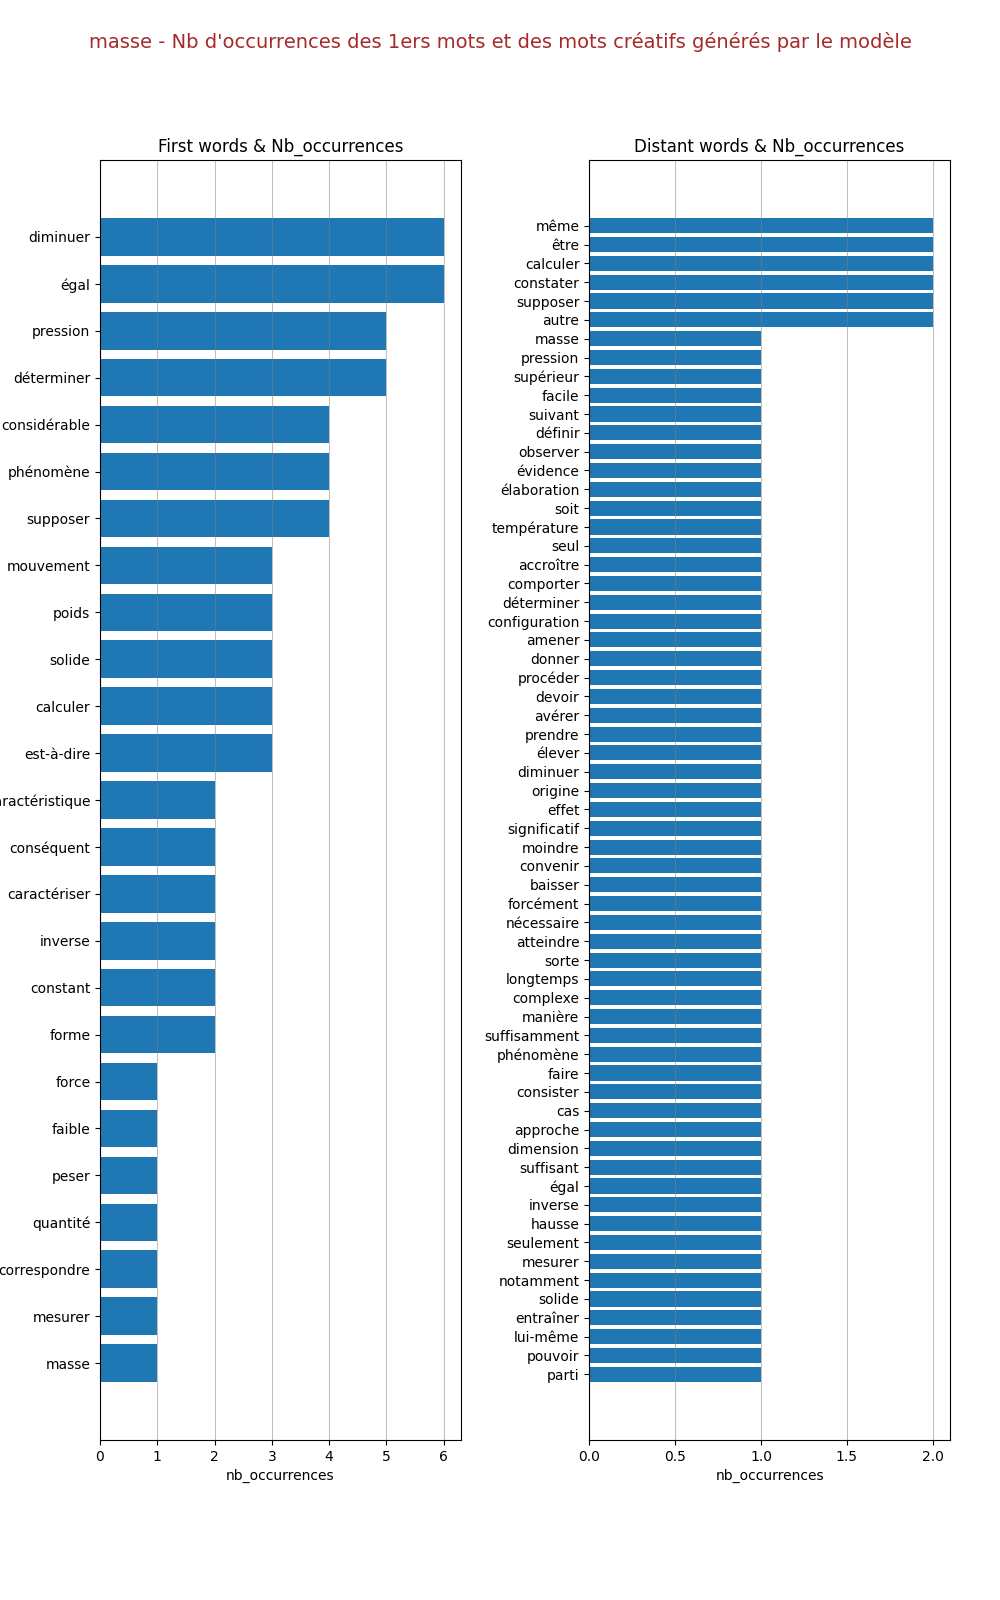 masse - Nb d'occurrences des 1ers mots et des mots créatifs générés par le modèle
First words & Nb_occurrences
diminuer
égal
pression
déterminer
considérable
phénomène
supposer
mouvement
poids
solide
calculer
est-à-dire
aractéristique
conséquent
caractériser
inverse
constant
forme
force
faible
peser
quantité
correspondre
mesurer
masse
0 1 2 3 4 5 6
nb_occurrences
Distant words & Nb_occurrences
même
être
calculer
constater
supposer
autre
masse
pression
supérieur
facile
suivant
définir
observer
évidence
élaboration
soit
température
seul
accroître
comporter
déterminer
configuration
amener
donner
procéder
devoir
avérer
prendre
élever
diminuer
origine
effet
significatif
moindre
convenir
baisser
forcément
nécessaire
atteindre
sorte
longtemps
complexe
manière
suffisamment
phénomène
faire
consister
cas
approche
dimension
suffisant
égal
inverse
hausse
seulement
mesurer
notamment
solide
entraîner
lui-même
pouvoir
parti
0.0 0.5 1.0 1.5 2.0
nb_occurrences